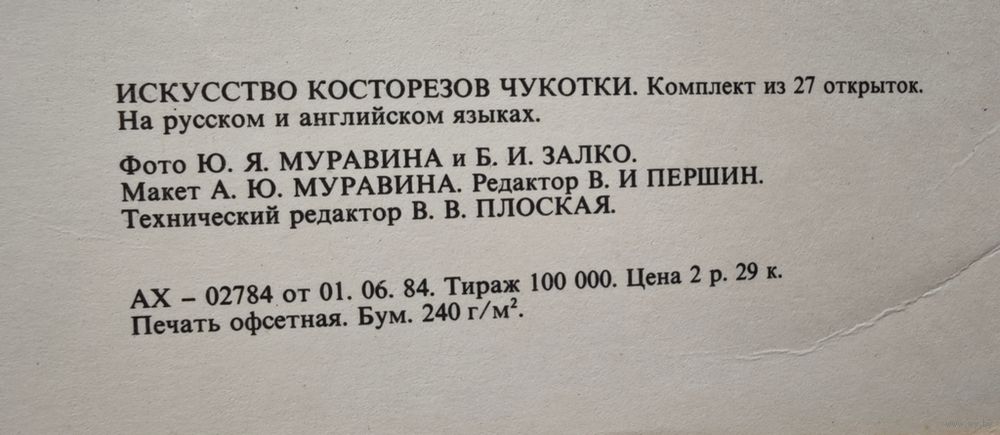 ИСКУССТВО КОСТОРЕЗОВ ЧУКОТКИ. Комплект из 27 открыток.
На русском и английском языках.
Фото Ю. Я. МУРАВИНА и Б. И. ЗАЛКО.
Макет А. Ю. МУРАВИНА. Редактор В. И ПЕРШИН.
Технический редактор В. В. ПЛОСКАЯ.
АХ – 02784 от 01. 06. 84. Тираж 100 000. Цена 2 р. 29 к.
Печать офсетная. Бум. 240 г/м².